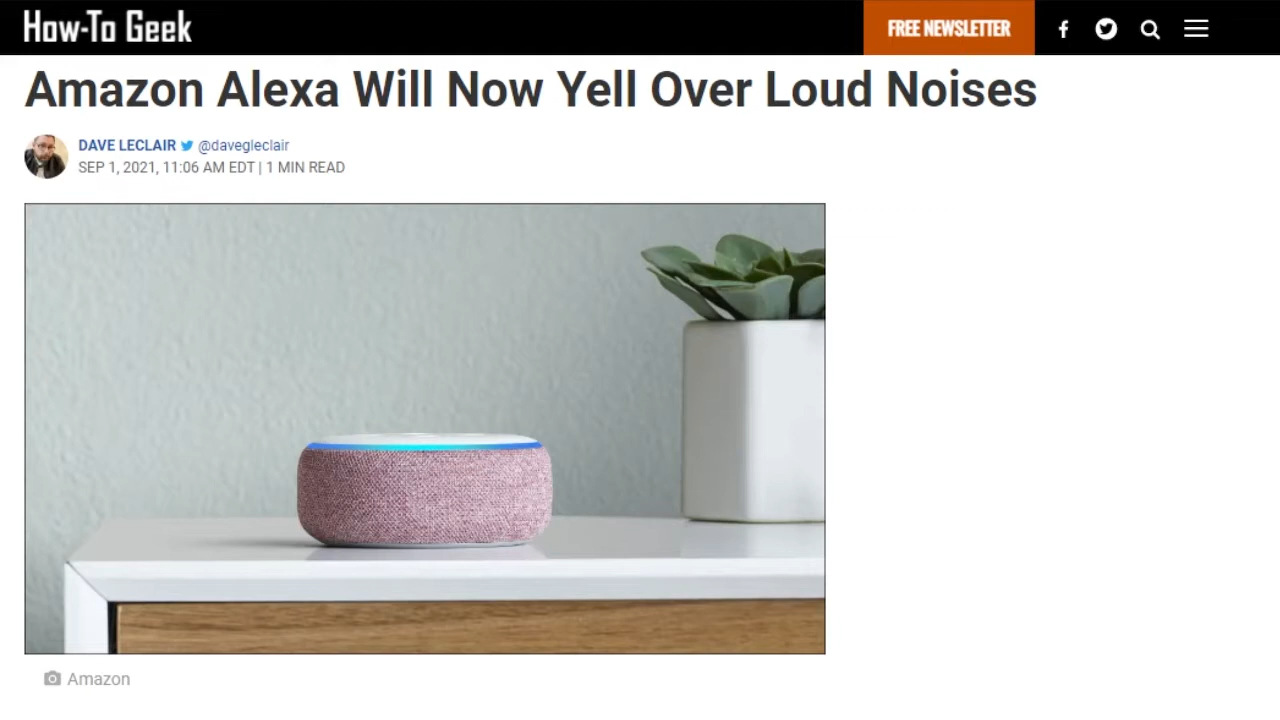 How-To Geek
FREE NEWSLETTER
Amazon Alexa Will Now Yell Over Loud Noises
DAVE LECLAIR @davegleclair
SEP 1, 2021, 11:06 AM EDT | 1 MIN READ
Amazon